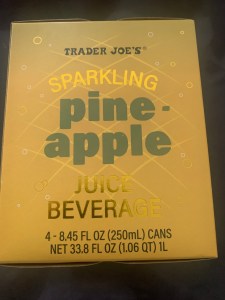 TRADER JOE'S®
SPARKLING
pine-
apple
JUICE
BEVERAGE
4 - 8.45 FL OZ (250mL) CANS
NET 33.8 FL OZ (1.06 QT) 1L